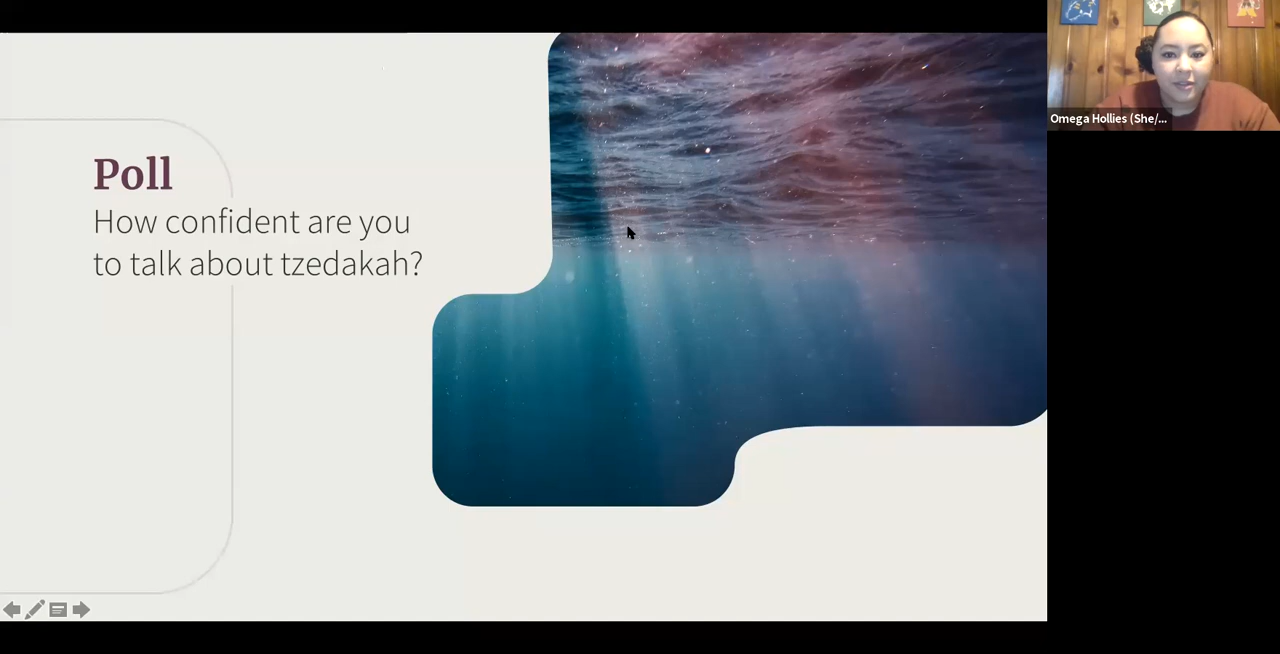 Poll
How confident are you
to talk about tzedakah?
Omega Hollies (She/...